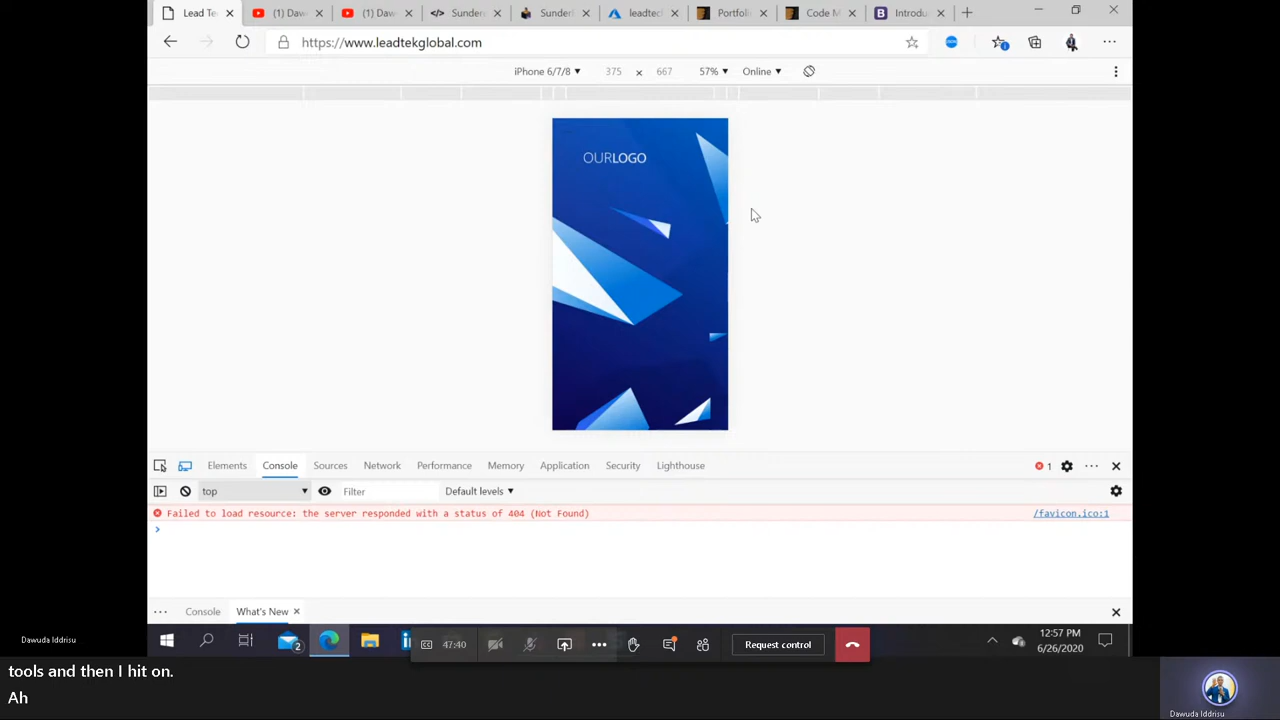 Lead Te
(1) Daw
(1) Daw
Sunder
Sunderl
leadtec
Portfoli
Code M
Introdu
https://www.leadtekglobal.com
iPhone 6/7/8 375 × 667 57% Online
OURLOGO
Elements Console Sources Network Performance Memory Application Security Lighthouse 1
top Filter Default levels
Failed to load resource: the server responded with a status of 404 (Not Found) /favicon.ico:1
Console What's New
2
47:40
Request control
12:57 PM
6/26/2020
Dawuda Iddrisu
tools and then I hit on.
Ah
Dawuda Iddrisu